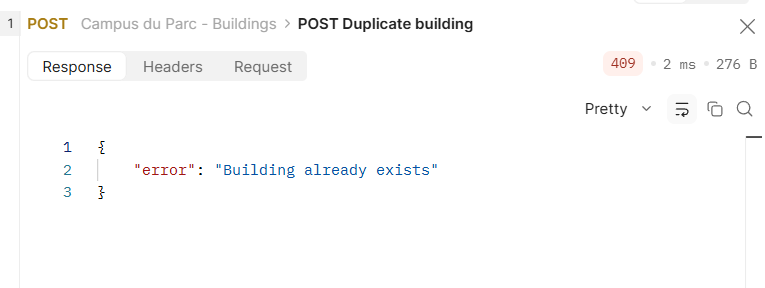 1 POST Campus du Parc - Buildings > POST Duplicate building
Response Headers Request 409 • 2 ms • 276 B
Pretty
1 {
2 "error": "Building already exists"
3 }